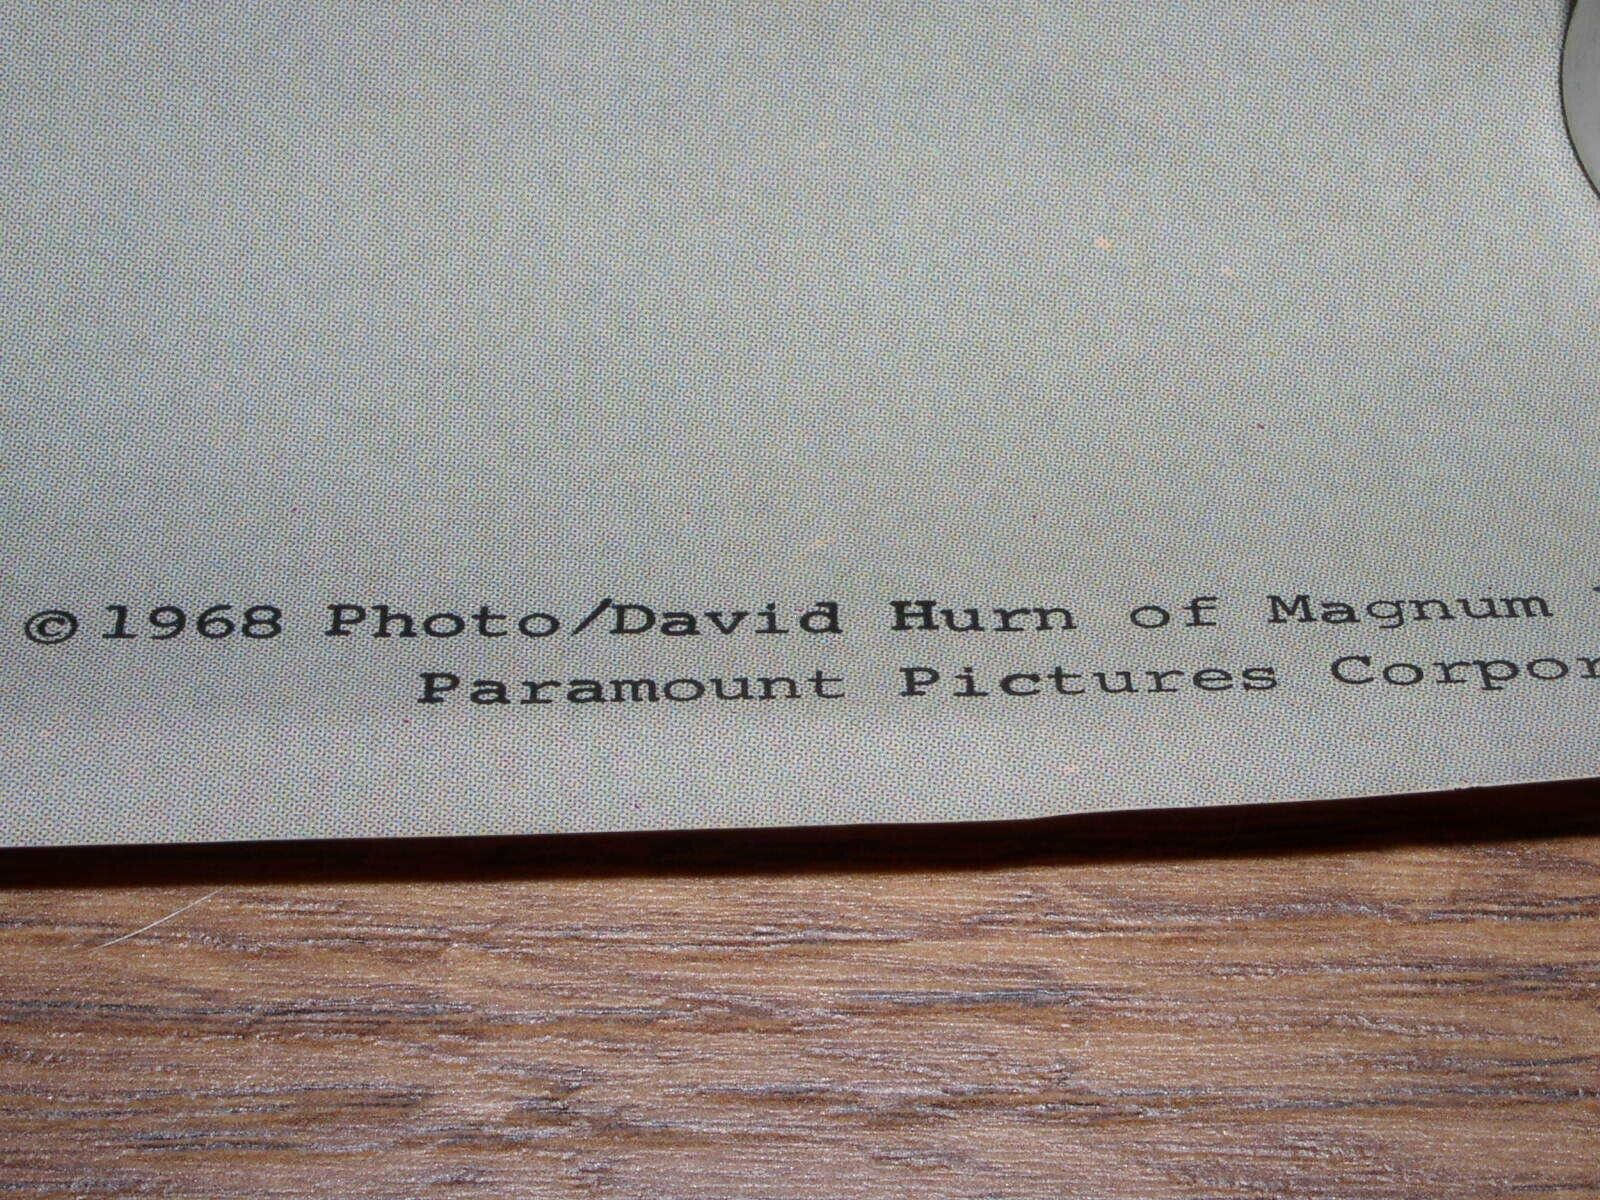 ©1968 Photo/David Hurn of Magnum
Paramount Pictures Corpor